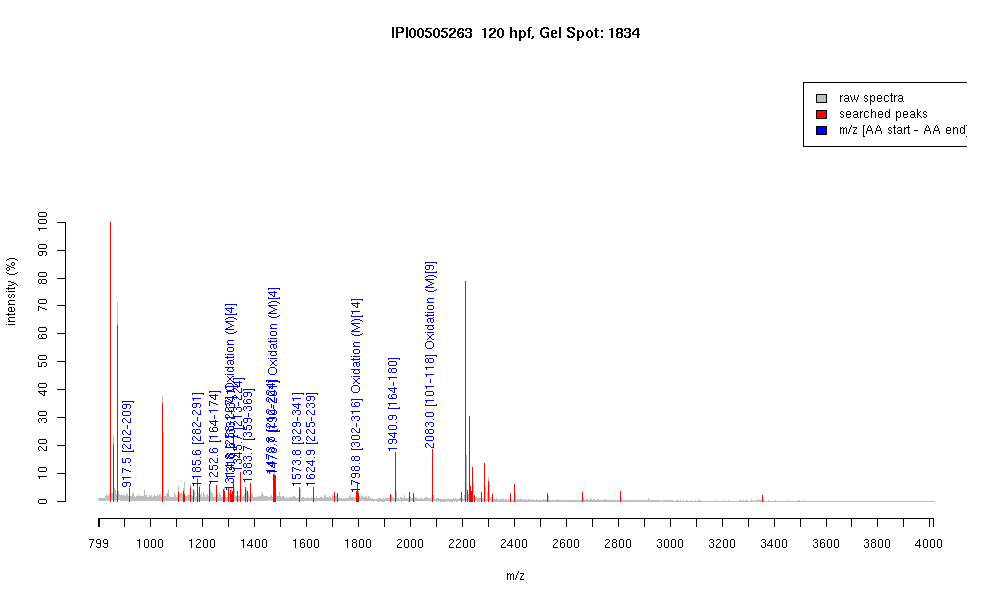 IPI00505263 120 hpf, Gel Spot: 1834
raw spectra
searched peaks
m/z [AA start - AA end]
intensity (%)
100
90
80
70
60
50
40
30
20
10
0
917.5 [202-209]
1185.6 [282-291]
1252.6 [164-174]
Oxidation (M)[4]
1383.7 [359-369]
Oxidation (M)[4]
1573.8 [329-341]
1624.9 [225-239]
1798.8 [302-316] Oxidation (M)[14]
1940.9 [164-180]
2083.0 [101-118] Oxidation (M)[9]
799 1000 1200 1400 1600 1800 2000 2200 2400 2600 2800 3000 3200 3400 3600 3800 4000
m/z